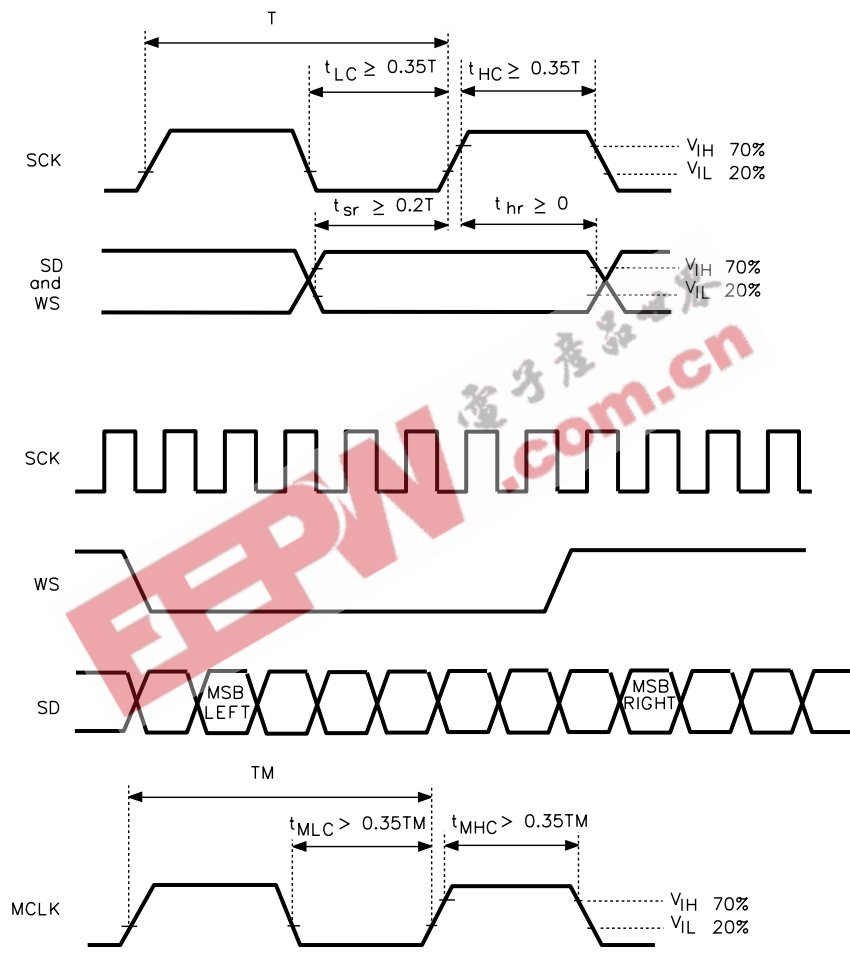 T
tLC ≥ 0.35T
tHC ≥ 0.35T
SCK
VIH 70%
VIL 20%
tsr ≥ 0.2T
thr ≥ 0
SD
and
WS
VIH 70%
VIL 20%
電子產品世界
EEPW.com.cn
SCK
WS
SD
MSB
LEFT
MSB
RIGHT
TM
tMLC > 0.35TM
tMHC > 0.35TM
MCLK
VIH 70%
VIL 20%